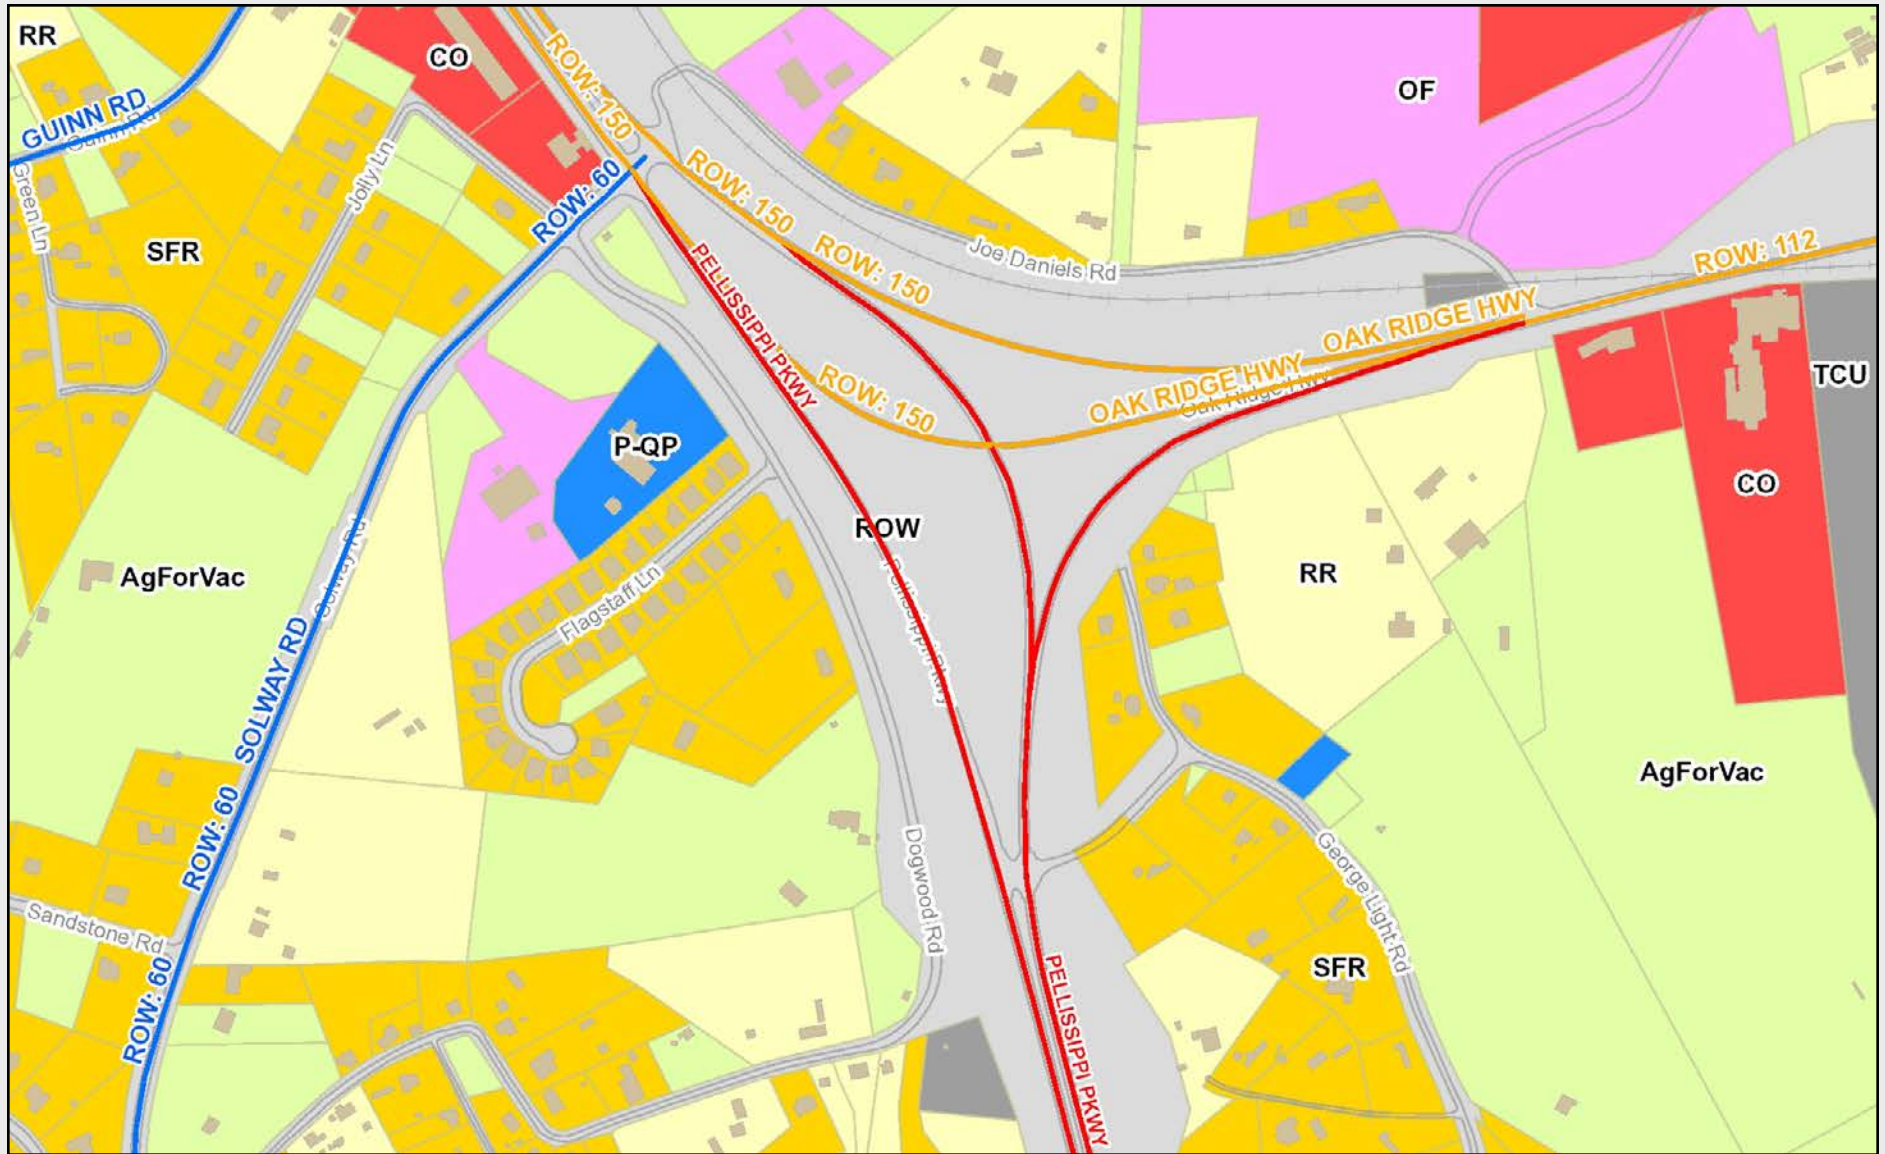 RR
CO
ROW: 150
OF
GUINN RD
Guinn Rd
Green Ln
Jolly Ln
SFR
ROW: 60
ROW: 150
ROW: 150
Joe Daniels Rd
ROW: 112
PELLISSIPPI PKWY
OAK RIDGE HWY
OAK RIDGE HWY
Oak Ridge Hwy
ROW: 150
TCU
P-QP
CO
ROW
AgForVac
Solway Rd
Flagstaff Ln
Pellissippi Pkwy
RR
SOLWAY RD
AgForVac
ROW: 60
Dogwood Rd
George Light Rd
Sandstone Rd
SFR
ROW: 60
PELLISSIPPI PKWY